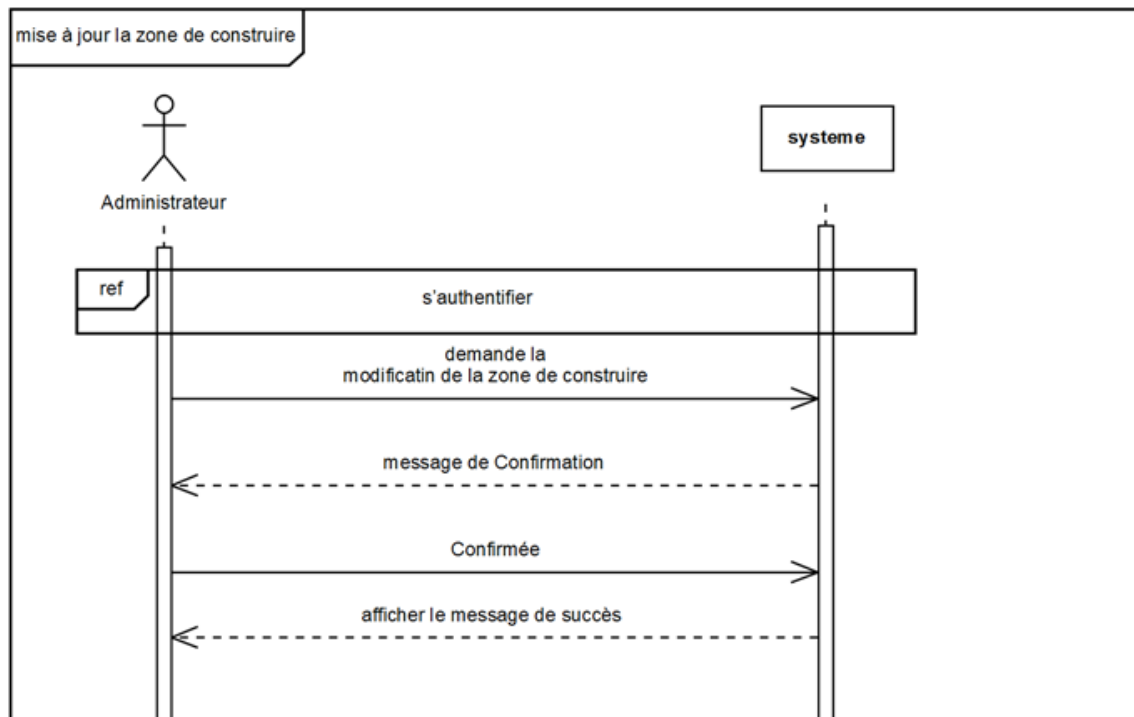 mise à jour la zone de construire
systeme
Administrateur
ref
s'authentifier
demande la
modificatin de la zone de construire
message de Confirmation
Confirmée
afficher le message de succès